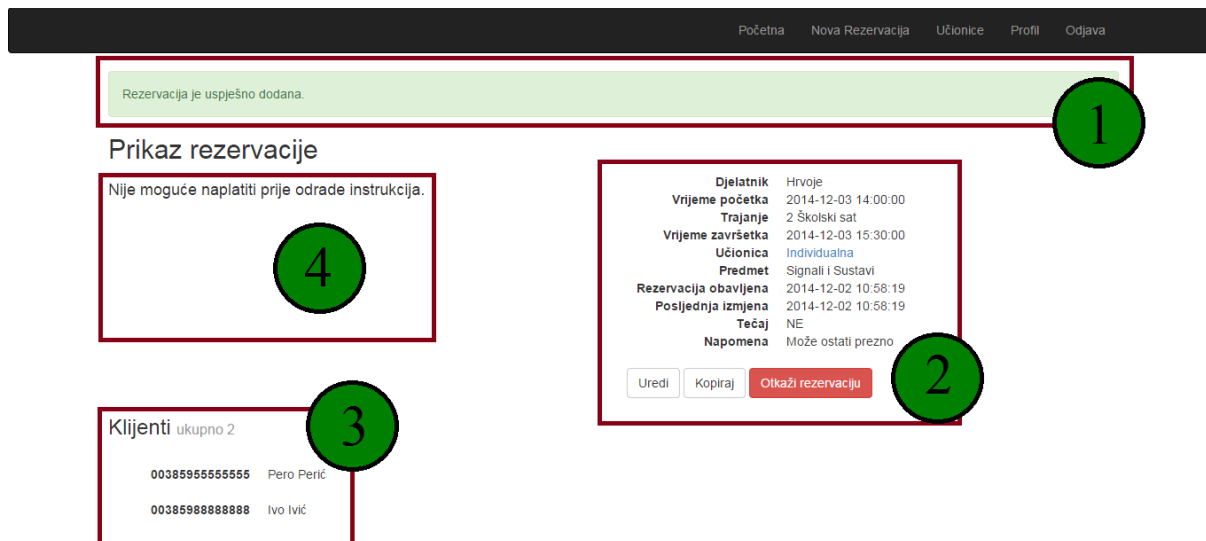 Početna Nova Rezervacija Učionice Profil Odjava
Rezervacija je uspješno dodana.
1
Prikaz rezervacije
Nije moguće naplatiti prije odrade instrukcija.
4
Djelatnik Hrvoje
Vrijeme početka 2014-12-03 14:00:00
Trajanje 2 Školski sat
Vrijeme završetka 2014-12-03 15:30:00
Učionica Individualna
Predmet Signali i Sustavi
Rezervacija obavljena 2014-12-02 10:58:19
Posljednja izmjena 2014-12-02 10:58:19
Tečaj NE
Napomena Može ostati prezno
Uredi Kopiraj Otkaži rezervaciju
2
Klijenti ukupno 2
3
00385955555555 Pero Perić
00385988888888 Ivo Ivić